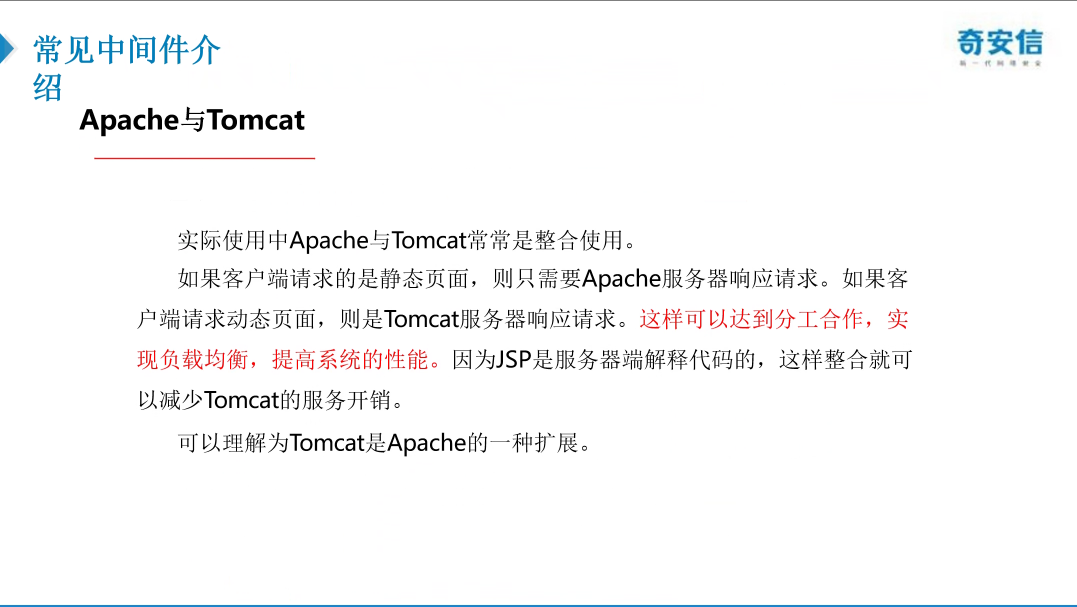 常见中间件介
绍
奇安信
新一代网络安全
Apache与Tomcat
实际使用中Apache与Tomcat常常是整合使用。
如果客户端请求的是静态页面，则只需要Apache服务器响应请求。如果客
户端请求动态页面，则是Tomcat服务器响应请求。这样可以达到分工合作，实
现负载均衡，提高系统的性能。因为JSP是服务器端解释代码的，这样整合就可
以减少Tomcat的服务开销。
可以理解为Tomcat是Apache的一种扩展。